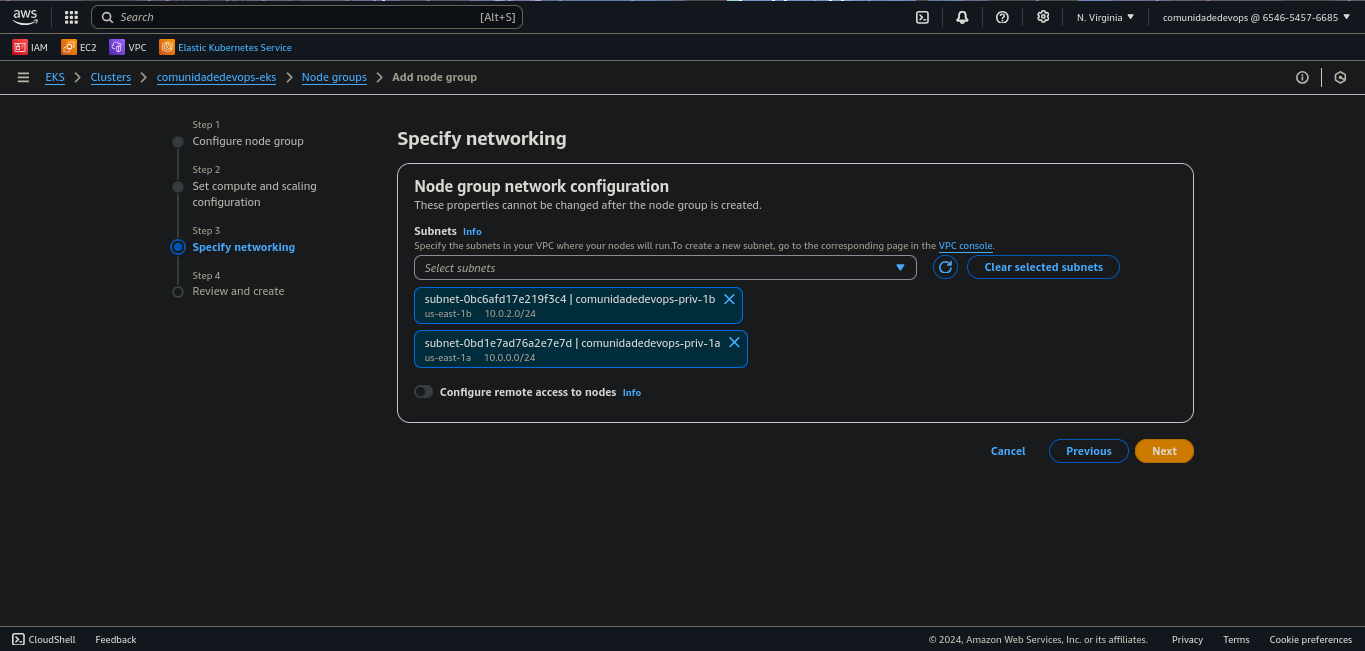 aws
Search [Alt+S]
N. Virginia
comunidadedevops @ 6546-5457-6685
IAM
EC2
VPC
Elastic Kubernetes Service
EKS
Clusters
comunidadedevops-eks
Node groups
Add node group
Step 1
Configure node group
Step 2
Set compute and scaling
configuration
Step 3
Specify networking
Step 4
Review and create
Specify networking
Node group network configuration
These properties cannot be changed after the node group is created.
Subnets Info
Specify the subnets in your VPC where your nodes will run.To create a new subnet, go to the corresponding page in the VPC console.
Select subnets
Clear selected subnets
subnet-0bc6afd17e219f3c4 | comunidadedevops-priv-1b
us-east-1b 10.0.2.0/24
subnet-0bd1e7ad76a2e7e7d | comunidadedevops-priv-1a
us-east-1a 10.0.0.0/24
Configure remote access to nodes Info
Cancel
Previous
Next
CloudShell
Feedback
© 2024, Amazon Web Services, Inc. or its affiliates.
Privacy
Terms
Cookie preferences